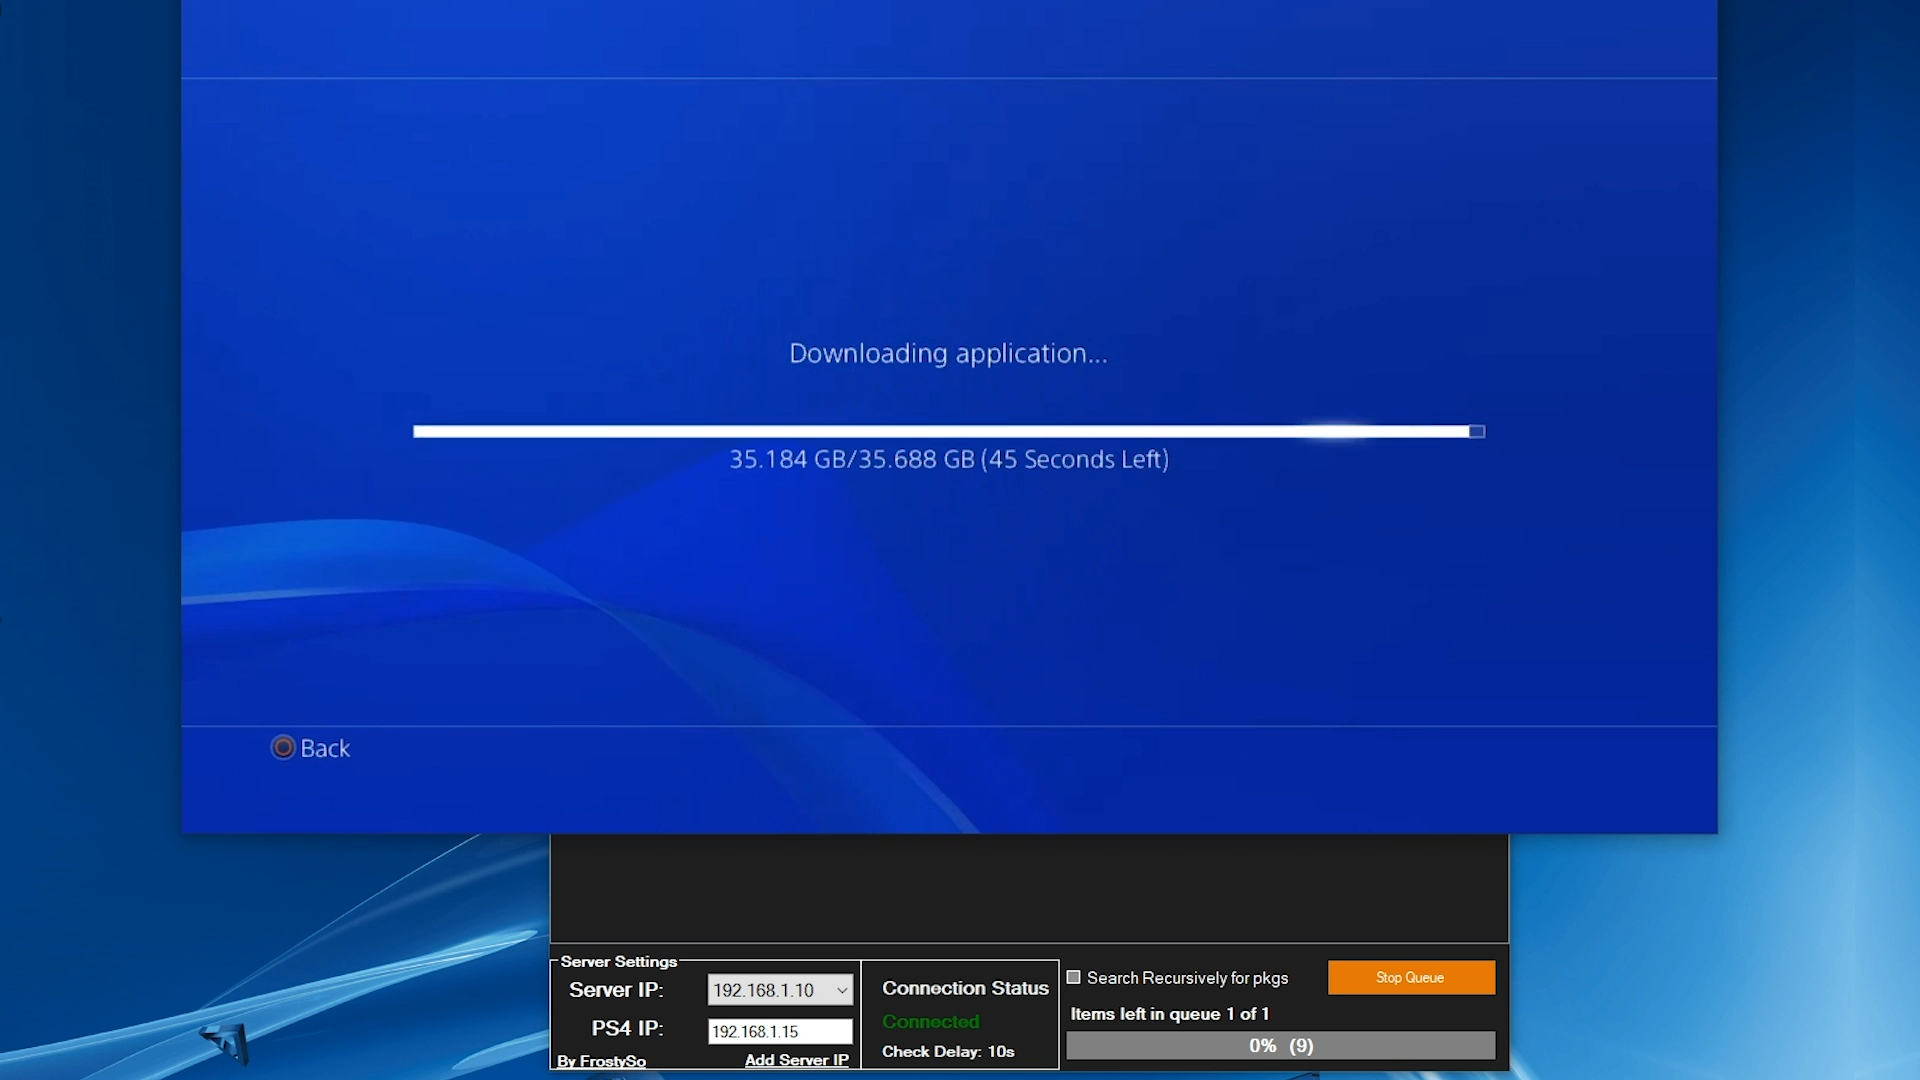 Downloading application...
35.184 GB/35.688 GB (45 Seconds Left)
Back
Server Settings
Server IP:
192.168.1.10
PS4 IP:
192.168.1.15
By FrostySo
Add Server IP
Connection Status
Connected
Check Delay: 10s
Search Recursively for pkgs
Stop Queue
Items left in queue 1 of 1
0% (9)